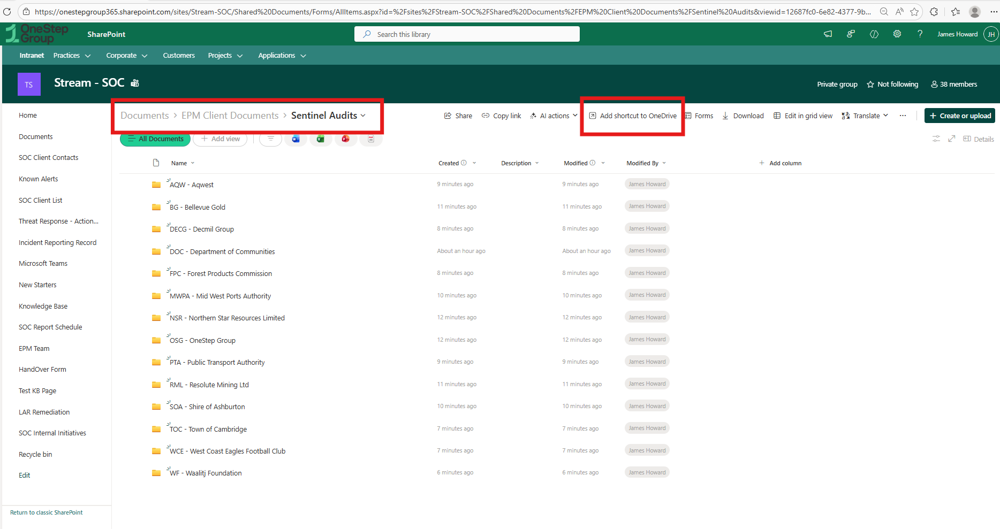 https://onestepgroup365.sharepoint.com/sites/Stream-SOC/Shared%20Documents/Forms/AllItems.aspx?id=%2Fsites%2FStream-SOC%2FShared%20Documents%2FEPM%20Client%20Documents%2FSentinel%20Audits&viewid=12687fc0-6e82-4377-9b...
OneStep Group
SharePoint
Search this library
James Howard
JH
Intranet
Practices
Corporate
Customers
Projects
Applications
TS
Stream - SOC
Private group
Not following
38 members
Home
Documents
SOC Client Contacts
Known Alerts
SOC Client List
Threat Response - Action...
Incident Reporting Record
Microsoft Teams
New Starters
Knowledge Base
SOC Report Schedule
EPM Team
HandOver Form
Test KB Page
LAR Remediation
SOC Internal Initiatives
Recycle bin
Edit
Return to classic SharePoint
Documents > EPM Client Documents > Sentinel Audits
Share
Copy link
AI actions
Add shortcut to OneDrive
Forms
Download
Edit in grid view
Translate
...
+ Create or upload
All Documents
+ Add view
Details
Name Created Description Modified Modified By + Add column
AQW - Aqwest 9 minutes ago 9 minutes ago James Howard
BG - Bellevue Gold 11 minutes ago 11 minutes ago James Howard
DECG - Decmil Group 8 minutes ago 8 minutes ago James Howard
DOC - Department of Communities About an hour ago About an hour ago James Howard
FPC - Forest Products Commission 8 minutes ago 8 minutes ago James Howard
MWPA - Mid West Ports Authority 10 minutes ago 10 minutes ago James Howard
NSR - Northern Star Resources Limited 12 minutes ago 12 minutes ago James Howard
OSG - OneStep Group 12 minutes ago 12 minutes ago James Howard
PTA - Public Transport Authority 9 minutes ago 9 minutes ago James Howard
RML - Resolute Mining Ltd 11 minutes ago 11 minutes ago James Howard
SOA - Shire of Ashburton 10 minutes ago 10 minutes ago James Howard
TOC - Town of Cambridge 7 minutes ago 7 minutes ago James Howard
WCE - West Coast Eagles Football Club 7 minutes ago 7 minutes ago James Howard
WF - Waalitj Foundation 6 minutes ago 6 minutes ago James Howard